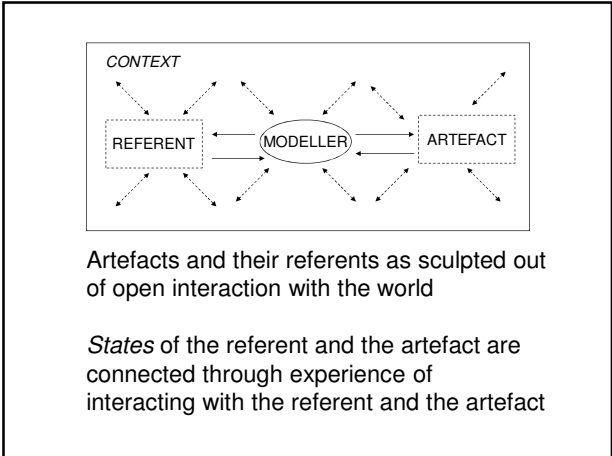 CONTEXT
REFERENT
MODELLER
ARTEFACT
Artefacts and their referents as sculpted out
of open interaction with the world
States of the referent and the artefact are
connected through experience of
interacting with the referent and the artefact